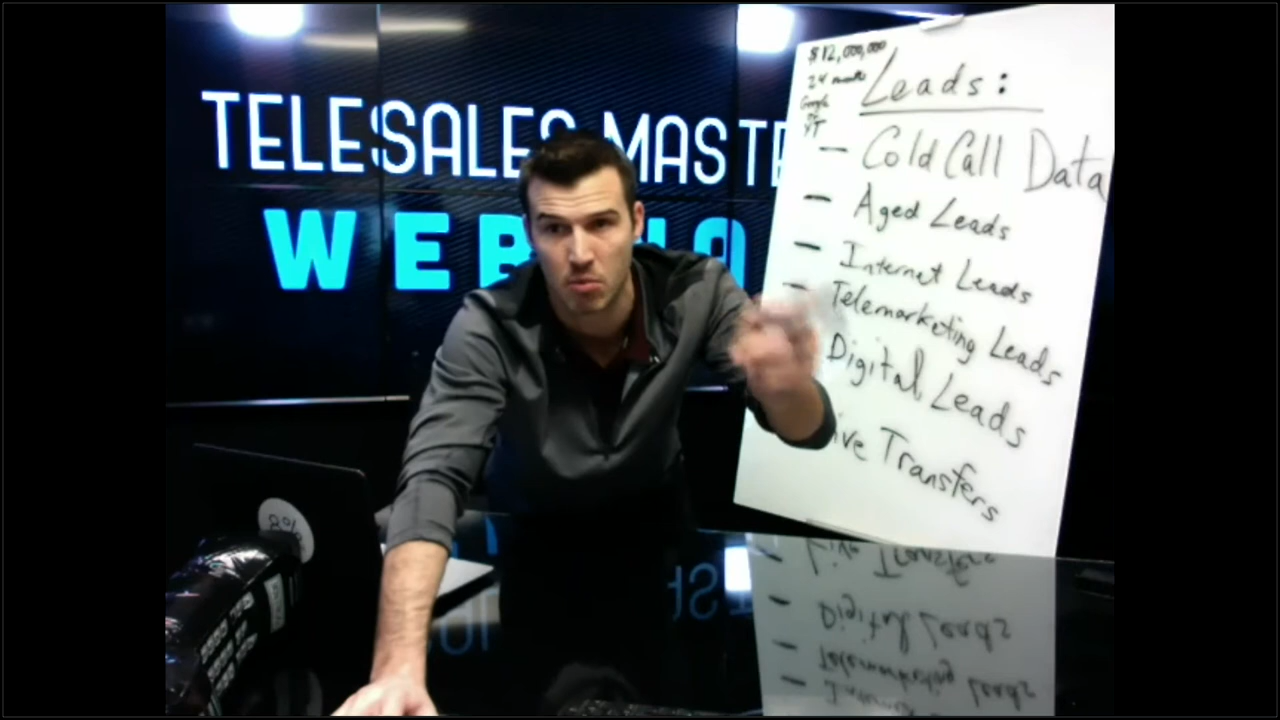 TELESALES MASTE
WEB
$12,000,000
24 months
Google
YT
Leads:
— Cold Call Data
— Aged Leads
— Internet Leads
— Telemarketing Leads
Digital Leads
ive Transfers
80%